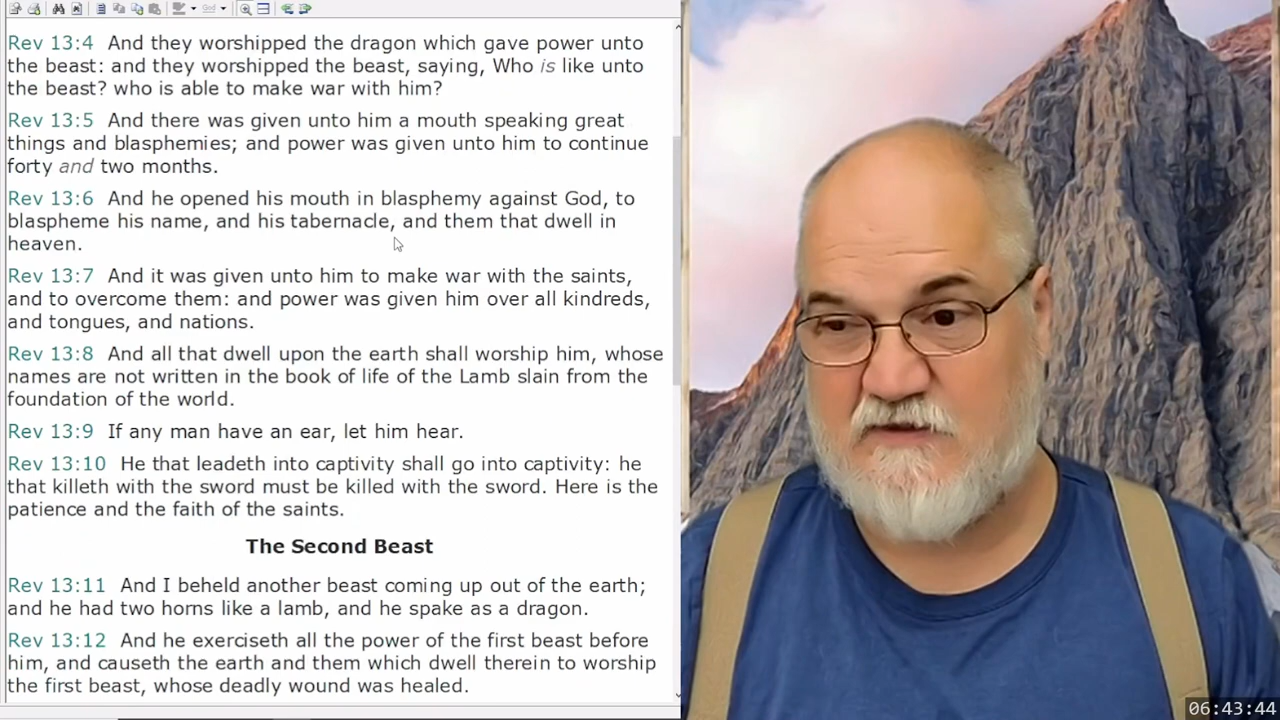 Rev 13:4 And they worshipped the dragon which gave power unto
the beast: and they worshipped the beast, saying, Who is like unto
the beast? who is able to make war with him?
Rev 13:5 And there was given unto him a mouth speaking great
things and blasphemies; and power was given unto him to continue
forty and two months.
Rev 13:6 And he opened his mouth in blasphemy against God, to
blaspheme his name, and his tabernacle, and them that dwell in
heaven.
Rev 13:7 And it was given unto him to make war with the saints,
and to overcome them: and power was given him over all kindreds,
and tongues, and nations.
Rev 13:8 And all that dwell upon the earth shall worship him, whose
names are not written in the book of life of the Lamb slain from the
foundation of the world.
Rev 13:9 If any man have an ear, let him hear.
Rev 13:10 He that leadeth into captivity shall go into captivity: he
that killeth with the sword must be killed with the sword. Here is the
patience and the faith of the saints.
The Second Beast
Rev 13:11 And I beheld another beast coming up out of the earth;
and he had two horns like a lamb, and he spake as a dragon.
Rev 13:12 And he exerciseth all the power of the first beast before
him, and causeth the earth and them which dwell therein to worship
the first beast, whose deadly wound was healed.
06:43:44